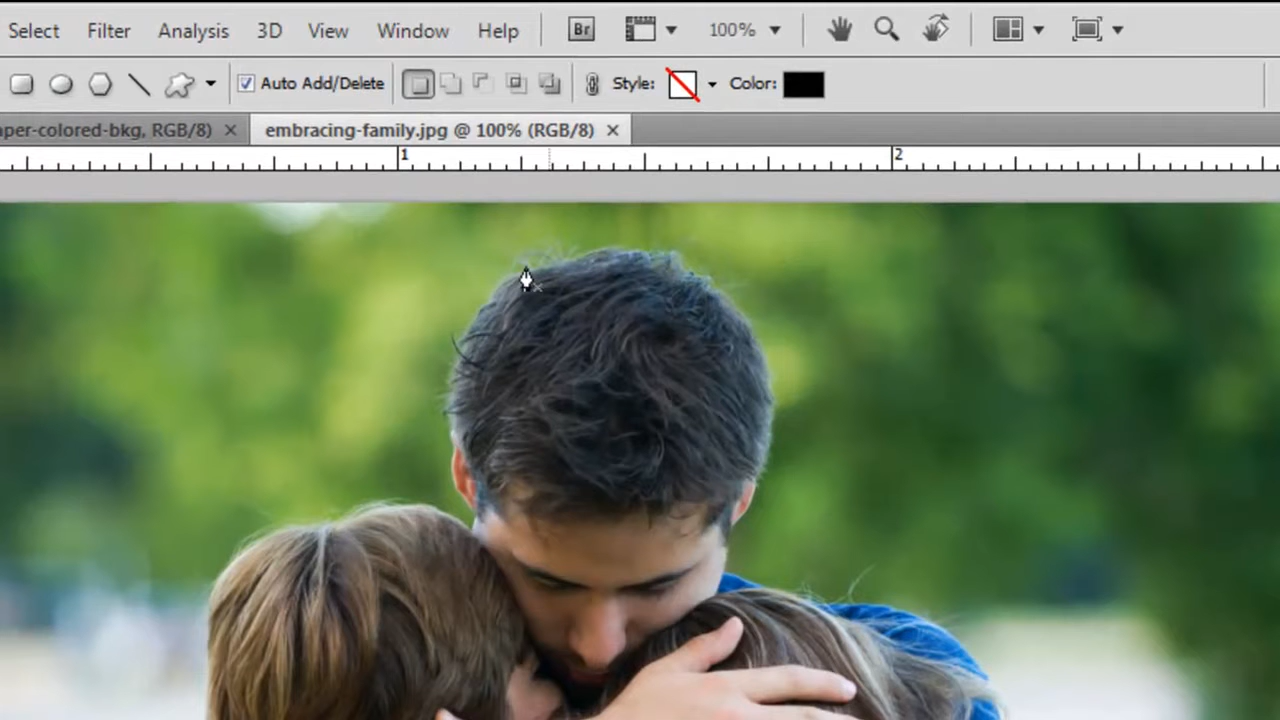 Select Filter Analysis 3D View Window Help Br 100%
Auto Add/Delete Style: Color:
aper-colored-bkg, RGB/8) × embracing-family.jpg @ 100% (RGB/8) ×
1 2